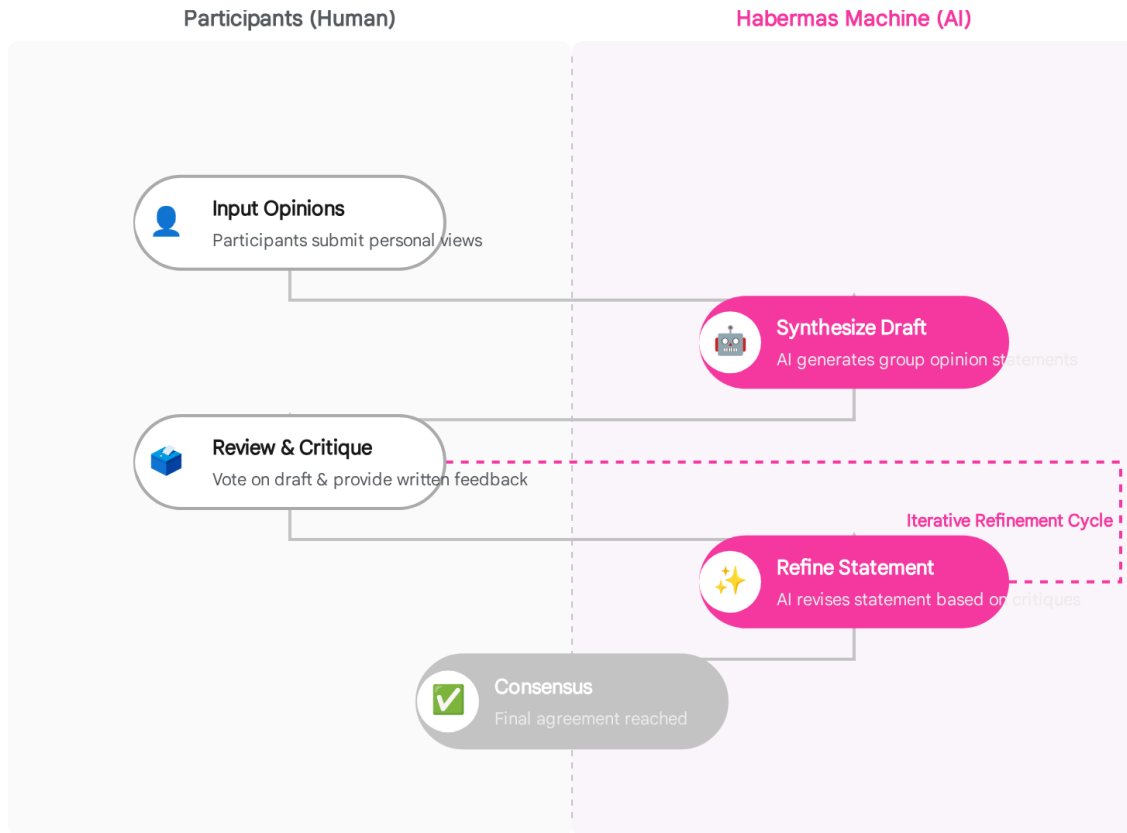 Participants (Human)
Habermas Machine (AI)
Input Opinions
Participants submit personal views
Synthesize Draft
AI generates group opinion statements
Review & Critique
Vote on draft & provide written feedback
Iterative Refinement Cycle
Refine Statement
AI revises statement based on critiques
Consensus
Final agreement reached